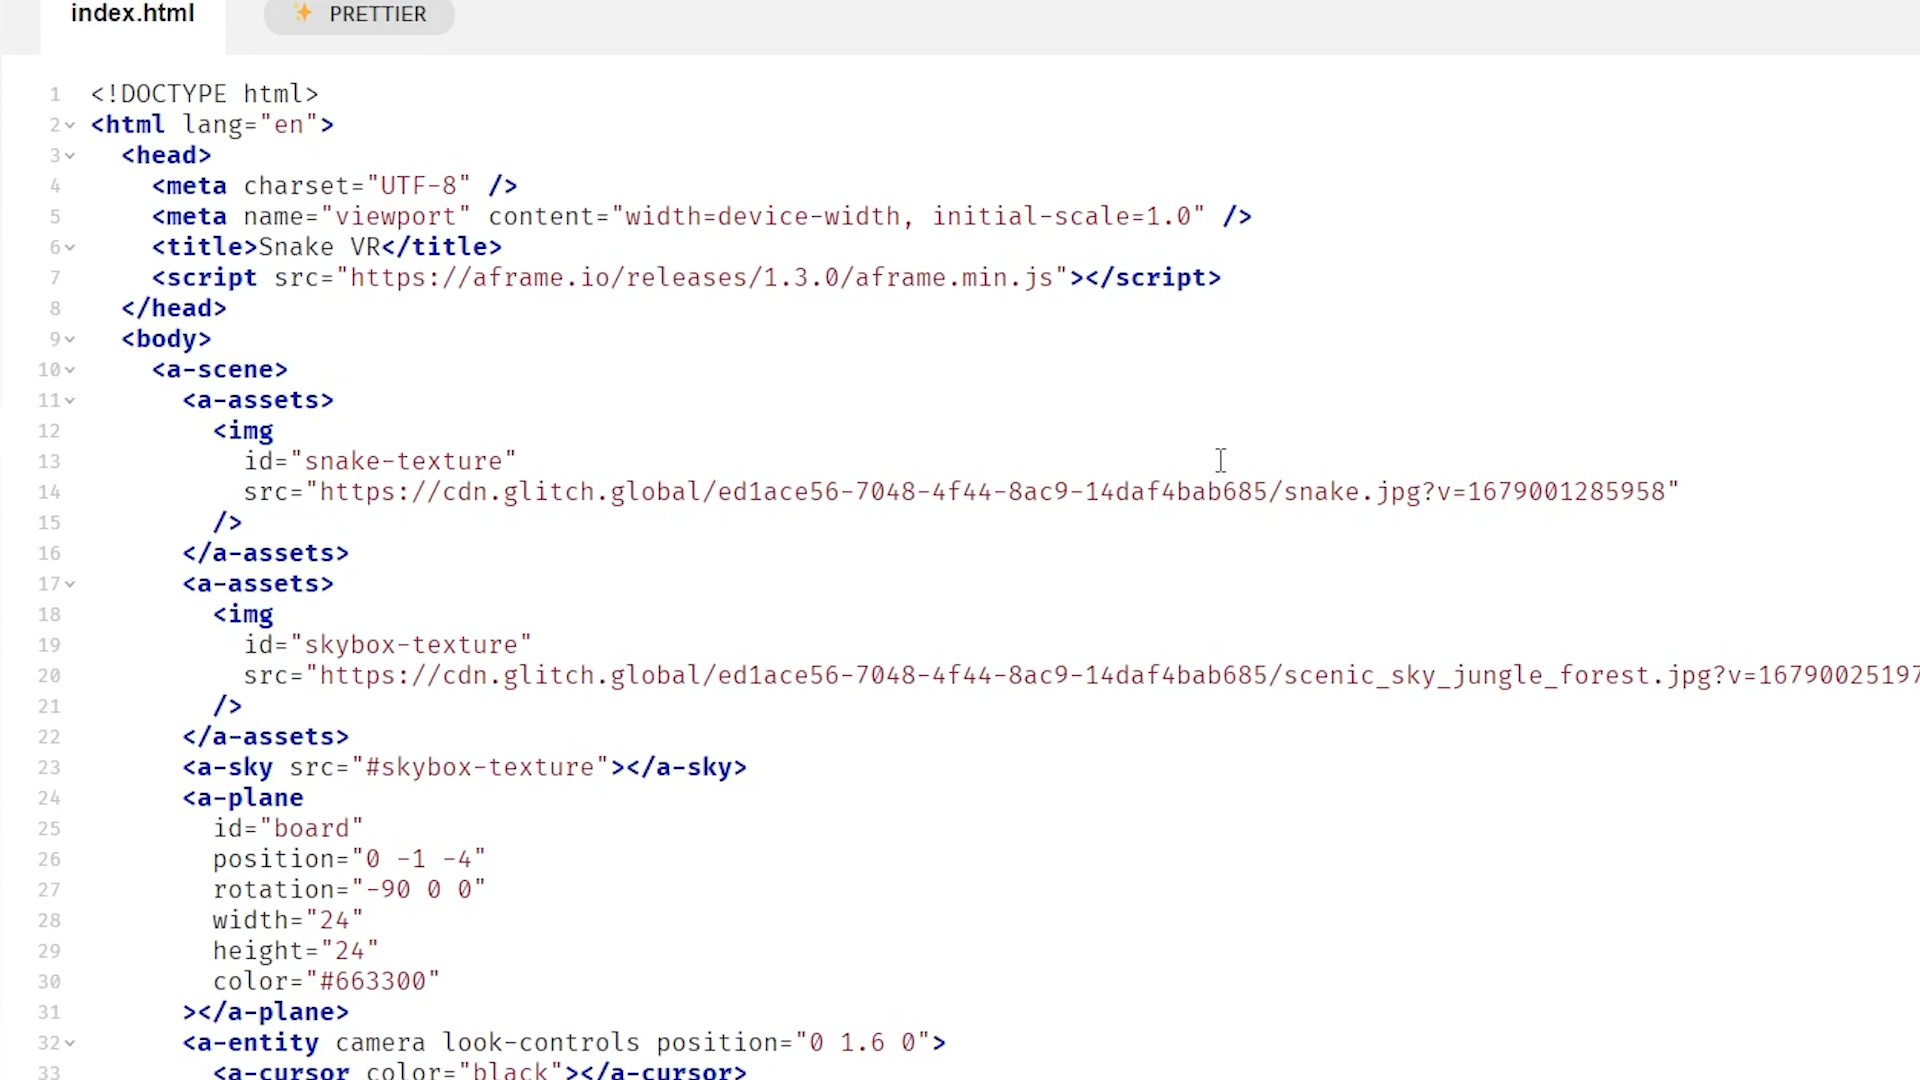 index.html
✨ PRETTIER
1 <!DOCTYPE html>
2 <html lang="en">
3 <head>
4 <meta charset="UTF-8" />
5 <meta name="viewport" content="width=device-width, initial-scale=1.0" />
6 <title>Snake VR</title>
7 <script src="https://aframe.io/releases/1.3.0/aframe.min.js"></script>
8 </head>
9 <body>
10 <a-scene>
11 <a-assets>
12 <img
13 id="snake-texture"
14 src="https://cdn.glitch.global/ed1ace56-7048-4f44-8ac9-14daf4bab685/snake.jpg?v=1679001285958"
15 />
16 </a-assets>
17 <a-assets>
18 <img
19 id="skybox-texture"
20 src="https://cdn.glitch.global/ed1ace56-7048-4f44-8ac9-14daf4bab685/scenic_sky_jungle_forest.jpg?v=16790025197
21 />
22 </a-assets>
23 <a-sky src="#skybox-texture"></a-sky>
24 <a-plane
25 id="board"
26 position="0 -1 -4"
27 rotation="-90 0 0"
28 width="24"
29 height="24"
30 color="#663300"
31 ></a-plane>
32 <a-entity camera look-controls position="0 1.6 0">
33 <a-cursor color="black"></a-cursor>